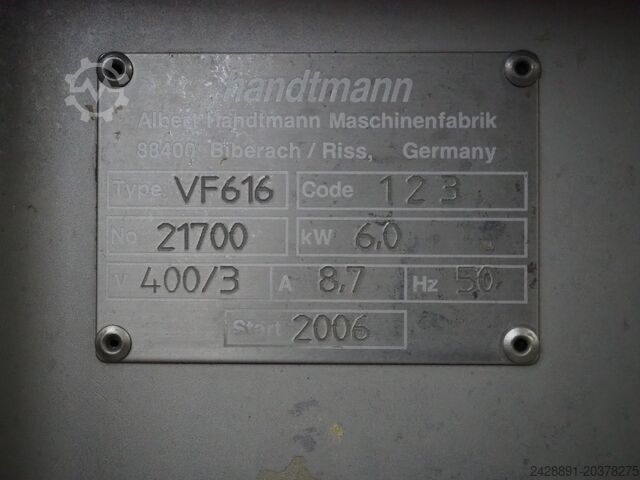 handtmann
Albert Handtmann Maschinenfabrik
88400 Biberach / Riss, Germany
Type VF616 Code 123
No 21700 kW 6,0
V 400/3 A 8,7 Hz 50
Start 2006
2428891-20378275